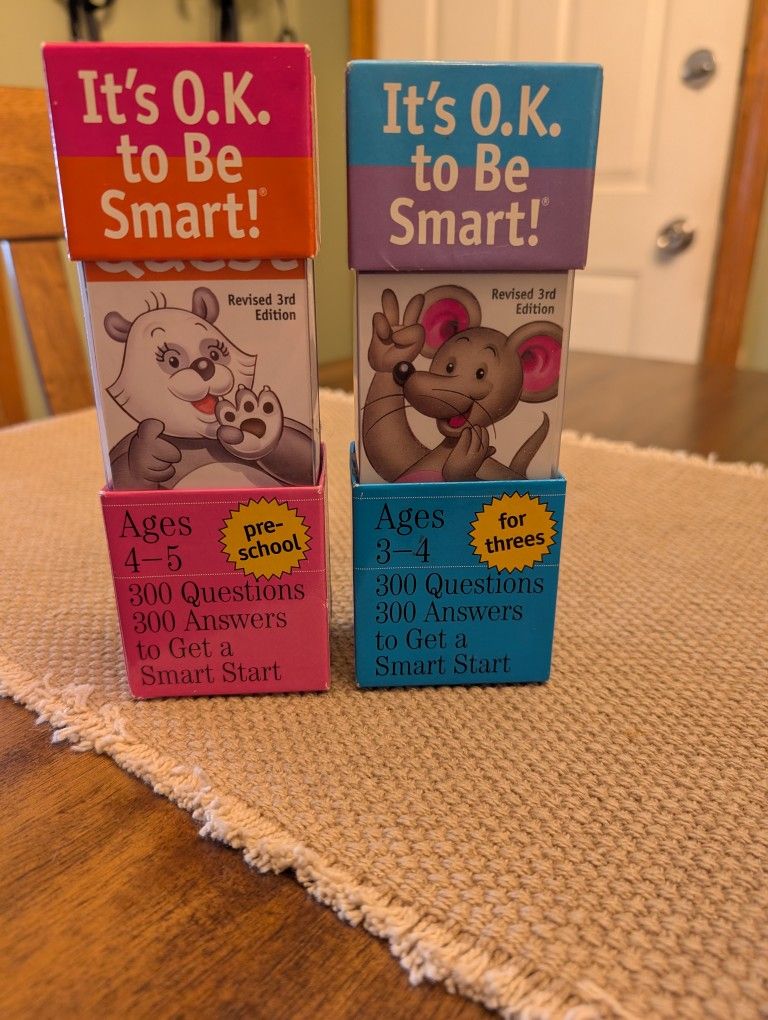 It's O.K.
to Be
Smart!®
Quest
Revised 3rd
Edition
Ages
4–5
pre-
school
300 Questions
300 Answers
to Get a
Smart Start
It's O.K.
to Be
Smart!®
Revised 3rd
Edition
Ages
3–4
for
threes
300 Questions
300 Answers
to Get a
Smart Start